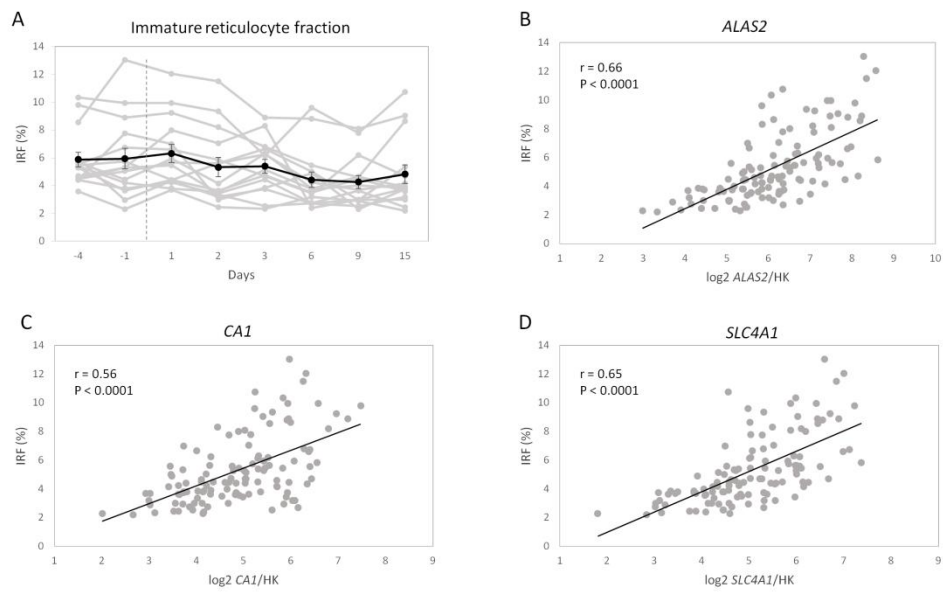 A
Immature reticulocyte fraction
14
12
10
8
6
4
2
0
IRF (%)
-4 -1 1 2 3 6 9 15
Days
B
ALAS2
r = 0.66
P < 0.0001
14
12
10
8
6
4
2
0
IRF (%)
1 2 3 4 5 6 7 8 9 10
log2 ALAS2/HK
C
CA1
r = 0.56
P < 0.0001
14
12
10
8
6
4
2
0
IRF (%)
1 2 3 4 5 6 7 8 9
log2 CA1/HK
D
SLC4A1
r = 0.65
P < 0.0001
14
12
10
8
6
4
2
0
IRF (%)
1 2 3 4 5 6 7 8 9
log2 SLC4A1/HK